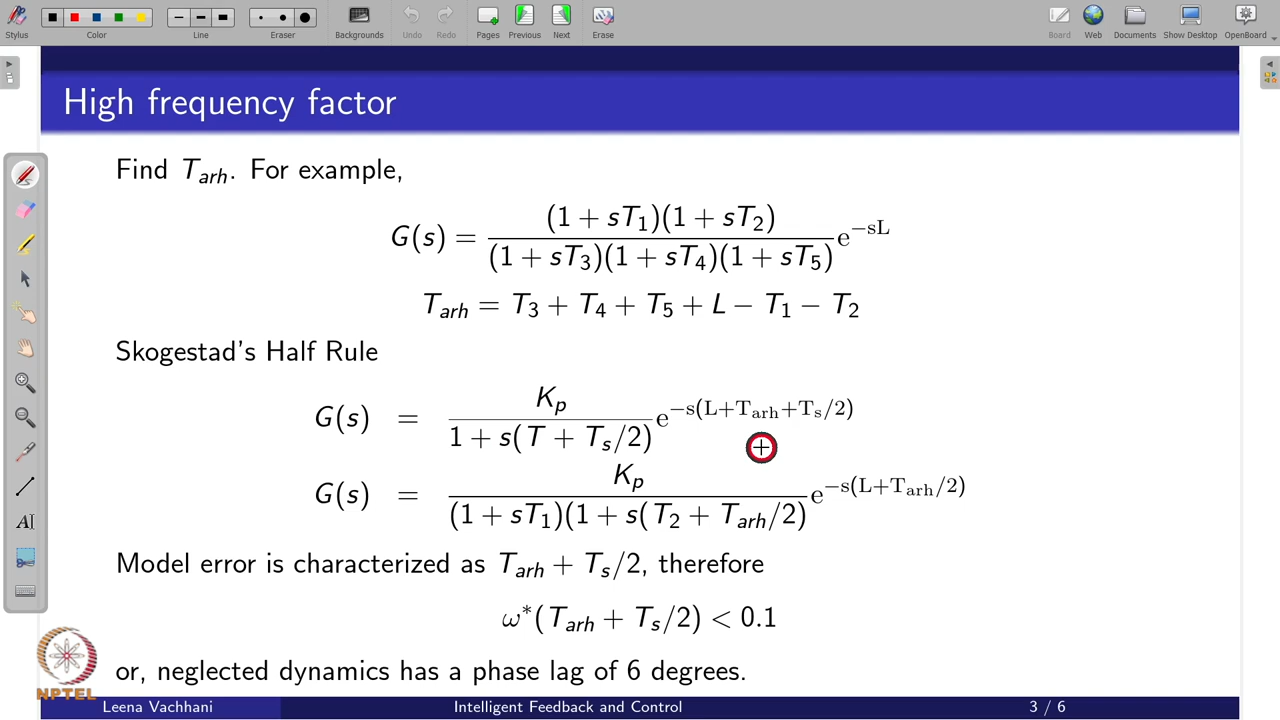 Stylus
Color
Line
Eraser
Backgrounds
Undo
Redo
Pages
Previous
Next
Erase
Board
Web
Documents
Show Desktop
OpenBoard
High frequency factor
Find T_arh. For example,
G(s) = (1 + sT_1)(1 + sT_2) / (1 + sT_3)(1 + sT_4)(1 + sT_5) e^{-sL}
T_arh = T_3 + T_4 + T_5 + L − T_1 − T_2
Skogestad's Half Rule
G(s) = K_p / 1 + s(T + T_s/2) e^{-s(L+T_arh+T_s/2)}
G(s) = K_p / (1 + sT_1)(1 + s(T_2 + T_arh/2) e^{-s(L+T_arh/2)}
Model error is characterized as T_arh + T_s/2, therefore
ω*(T_arh + T_s/2) < 0.1
or, neglected dynamics has a phase lag of 6 degrees.
NPTEL
Leena Vachhani
Intelligent Feedback and Control
3 / 6